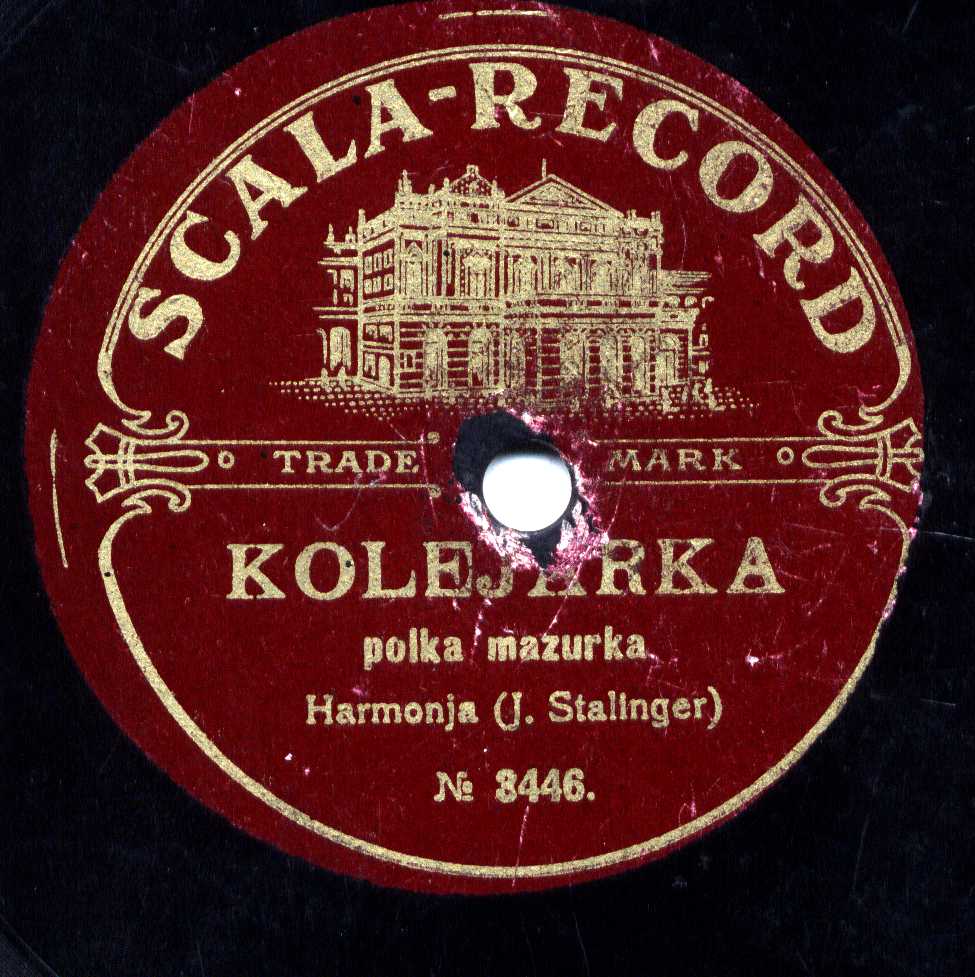 SCALA-RECORD
TRADE MARK
KOLEJARKA
polka mazurka
Harmonja (J. Stalinger)
№ 8446.